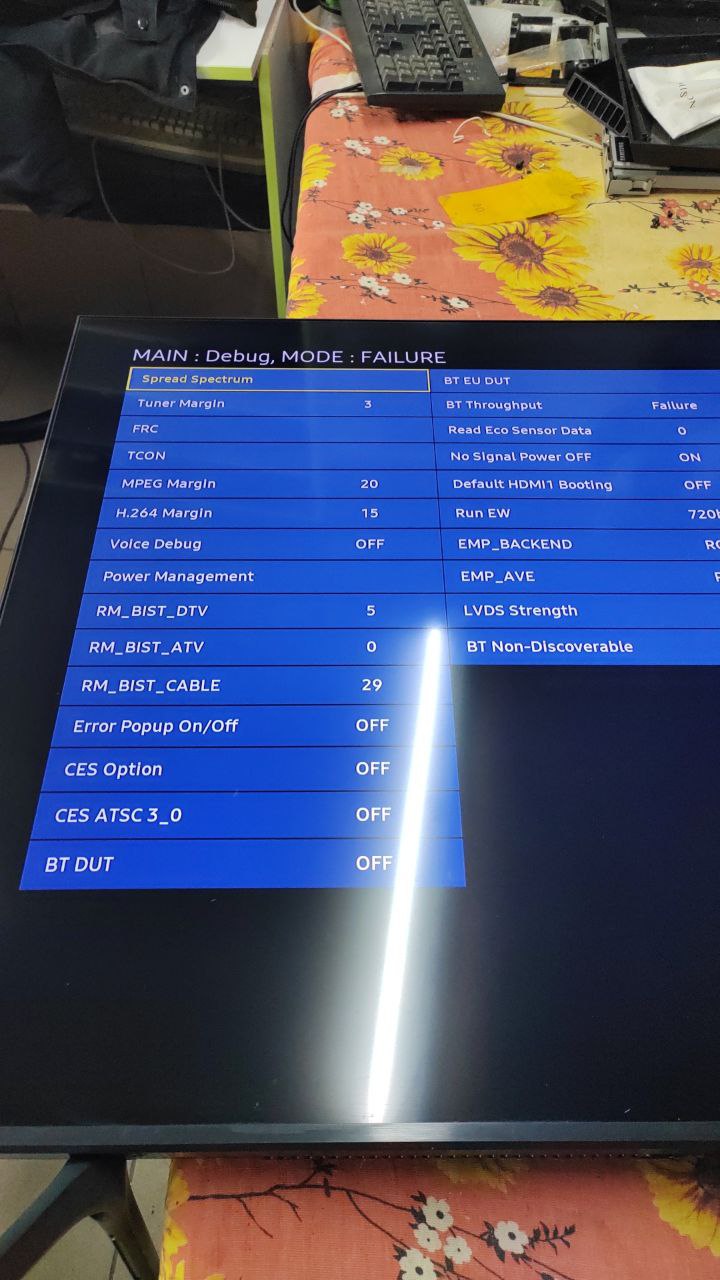 MAIN : Debug, MODE : FAILURE
Spread Spectrum
Tuner Margin 3
FRC
TCON
MPEG Margin 20
H.264 Margin 15
Voice Debug OFF
Power Management
RM_BIST_DTV 5
RM_BIST_ATV 0
RM_BIST_CABLE 29
Error Popup On/Off OFF
CES Option OFF
CES ATSC 3_0 OFF
BT DUT OFF
BT EU DUT
BT Throughput Failure
Read Eco Sensor Data 0
No Signal Power OFF ON
Default HDMI1 Booting OFF
Run EW
EMP_BACKEND
EMP_AVE
LVDS Strength
BT Non-Discoverable